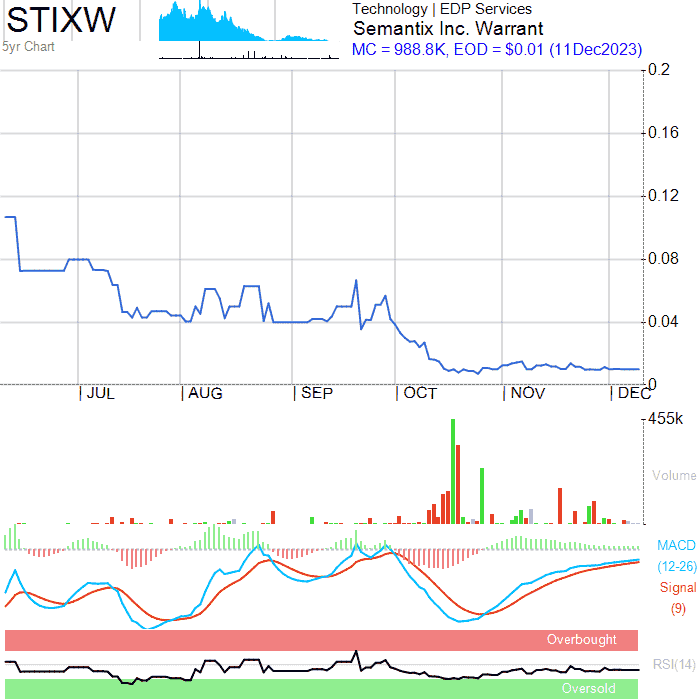 STIXW
5yr Chart
Technology | EDP Services
Semantix Inc. Warrant
MC = 988.8K, EOD = $0.01 (11Dec2023)
0.2
0.16
0.12
0.08
0.04
0
JUL AUG SEP OCT NOV DEC
455k
Volume
MACD
(12-26)
Signal
(9)
Overbought
RSI(14)
Oversold